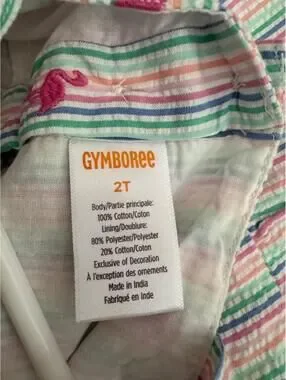 GYMBOREE
2T
Body/Partie principale:
100% Cotton/Coton
Lining/Doublure:
80% Polyester/Polyester
20% Cotton/Coton
Exclusive of Decoration
À l'exception des ornements
Made in India
Fabriqué en Inde